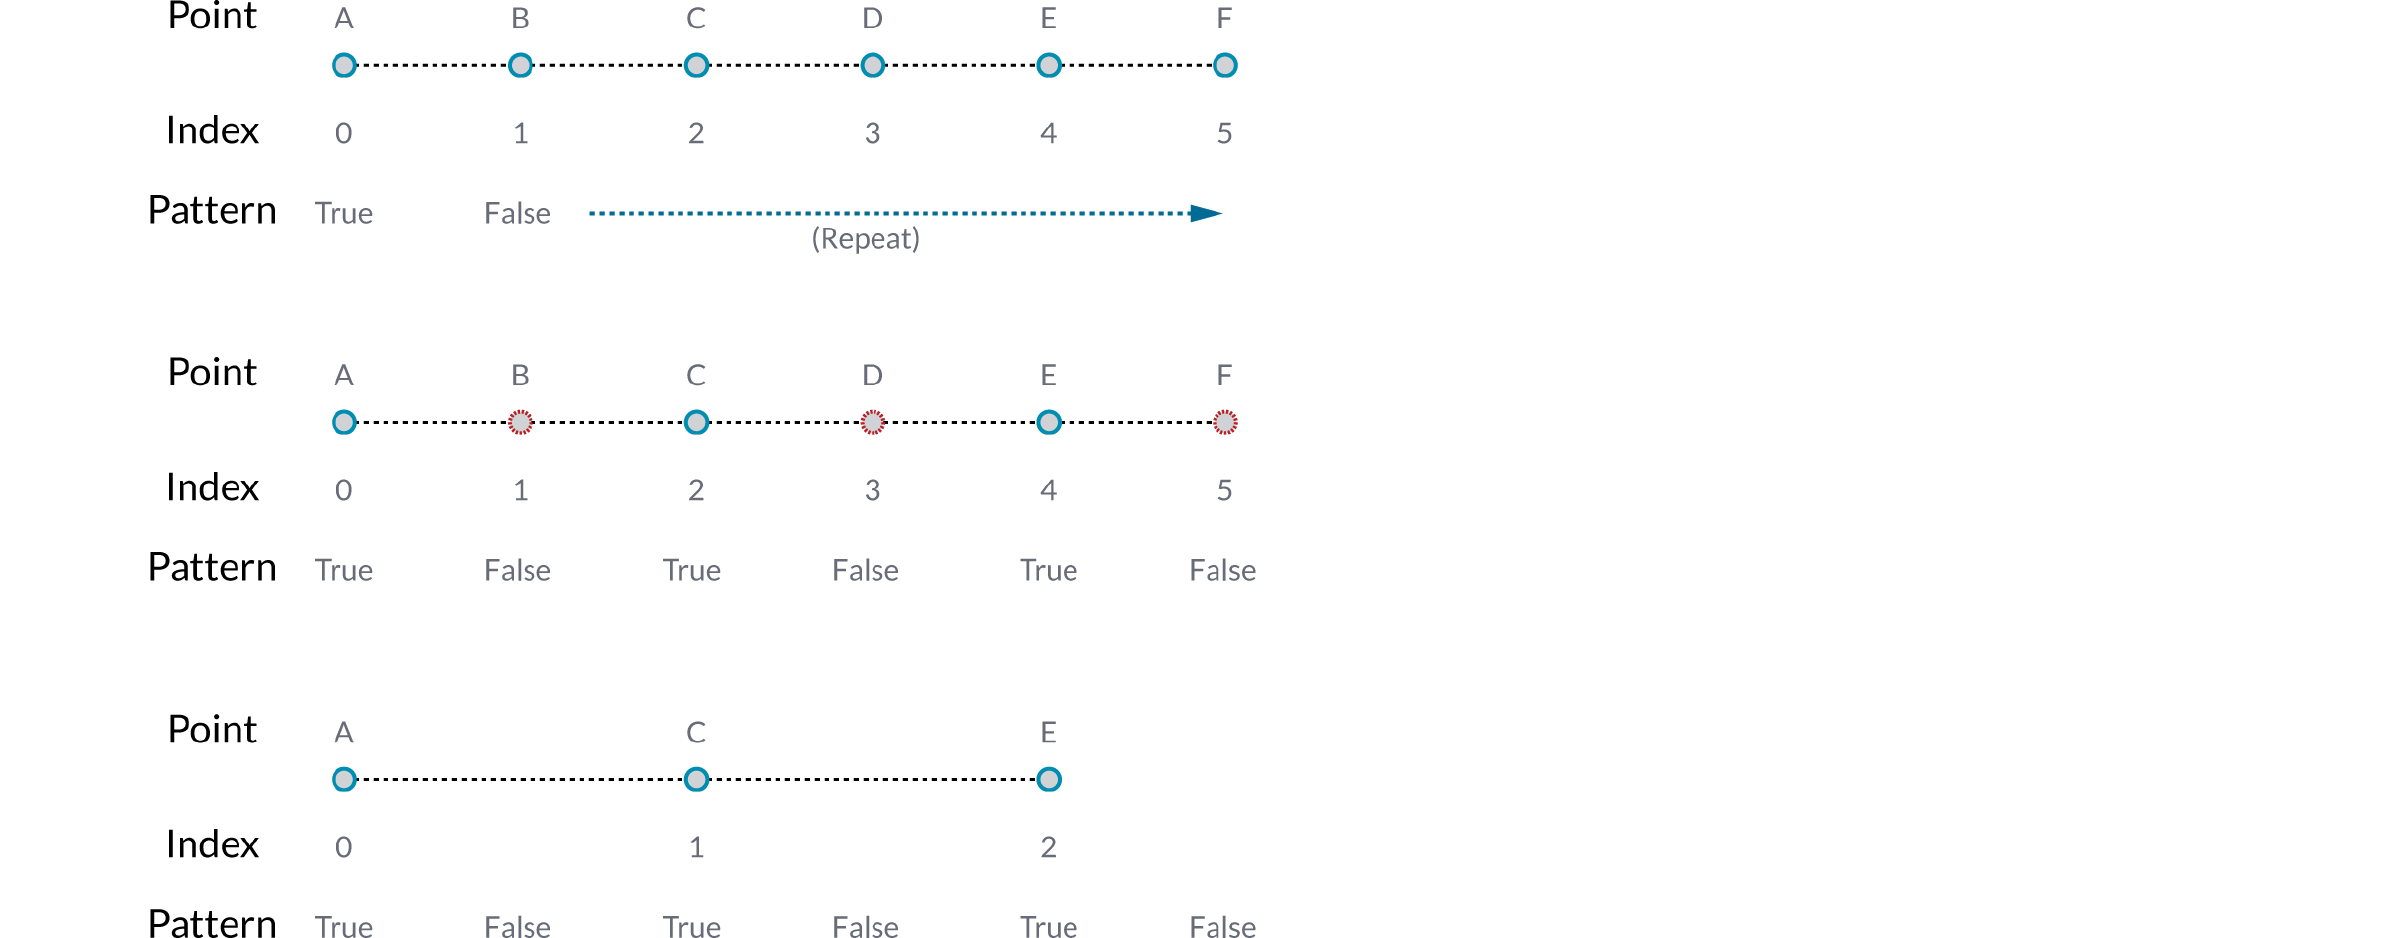 Point A B C D E F
Index 0 1 2 3 4 5
Pattern True False
(Repeat)
Point A B C D E F
Index 0 1 2 3 4 5
Pattern True False True False True False
Point A C E
Index 0 1 2
Pattern True False True False True False